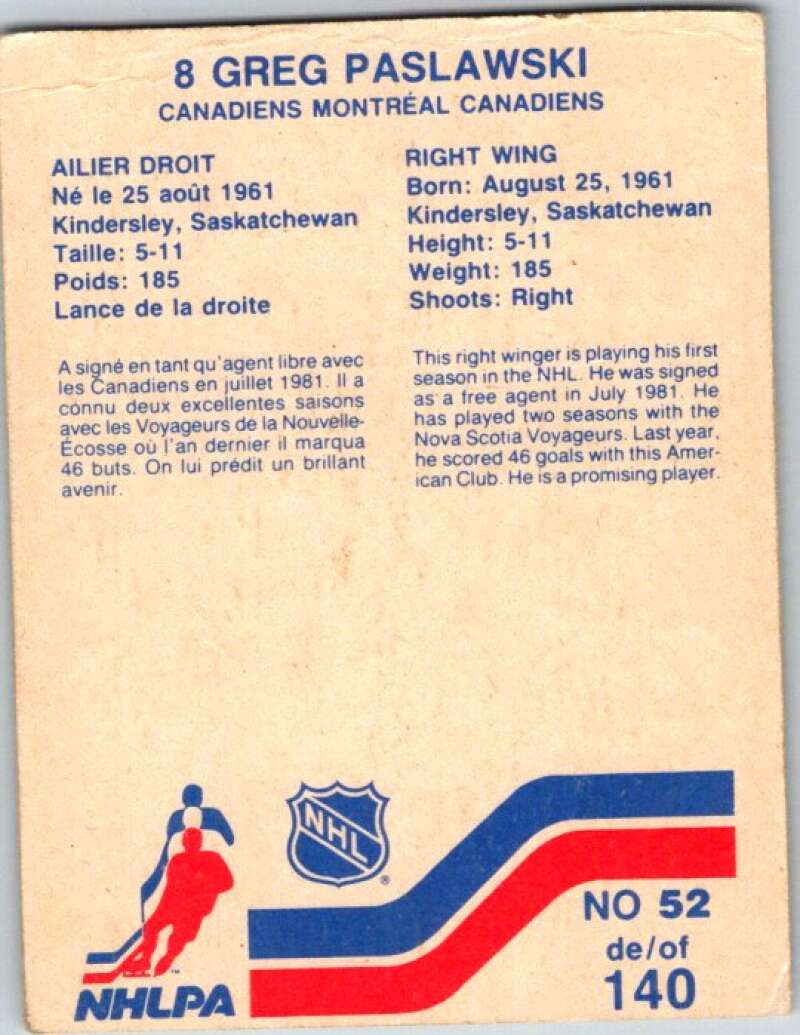 8 GREG PASLAWSKI
CANADIENS MONTRÉAL CANADIENS
AILIER DROIT
Né le 25 août 1961
Kindersley, Saskatchewan
Taille: 5-11
Poids: 185
Lance de la droite
A signé en tant qu'agent libre avec
les Canadiens en juillet 1981. Il a
connu deux excellentes saisons
avec les Voyageurs de la Nouvelle-
Écosse où l'an dernier il marqua
46 buts. On lui prédit un brillant
avenir.
RIGHT WING
Born: August 25, 1961
Kindersley, Saskatchewan
Height: 5-11
Weight: 185
Shoots: Right
This right winger is playing his first
season in the NHL. He was signed
as a free agent in July 1981. He
has played two seasons with the
Nova Scotia Voyageurs. Last year,
he scored 46 goals with this Amer-
ican Club. He is a promising player.
NHL
®
™
NHLPA
NO 52
de/of
140